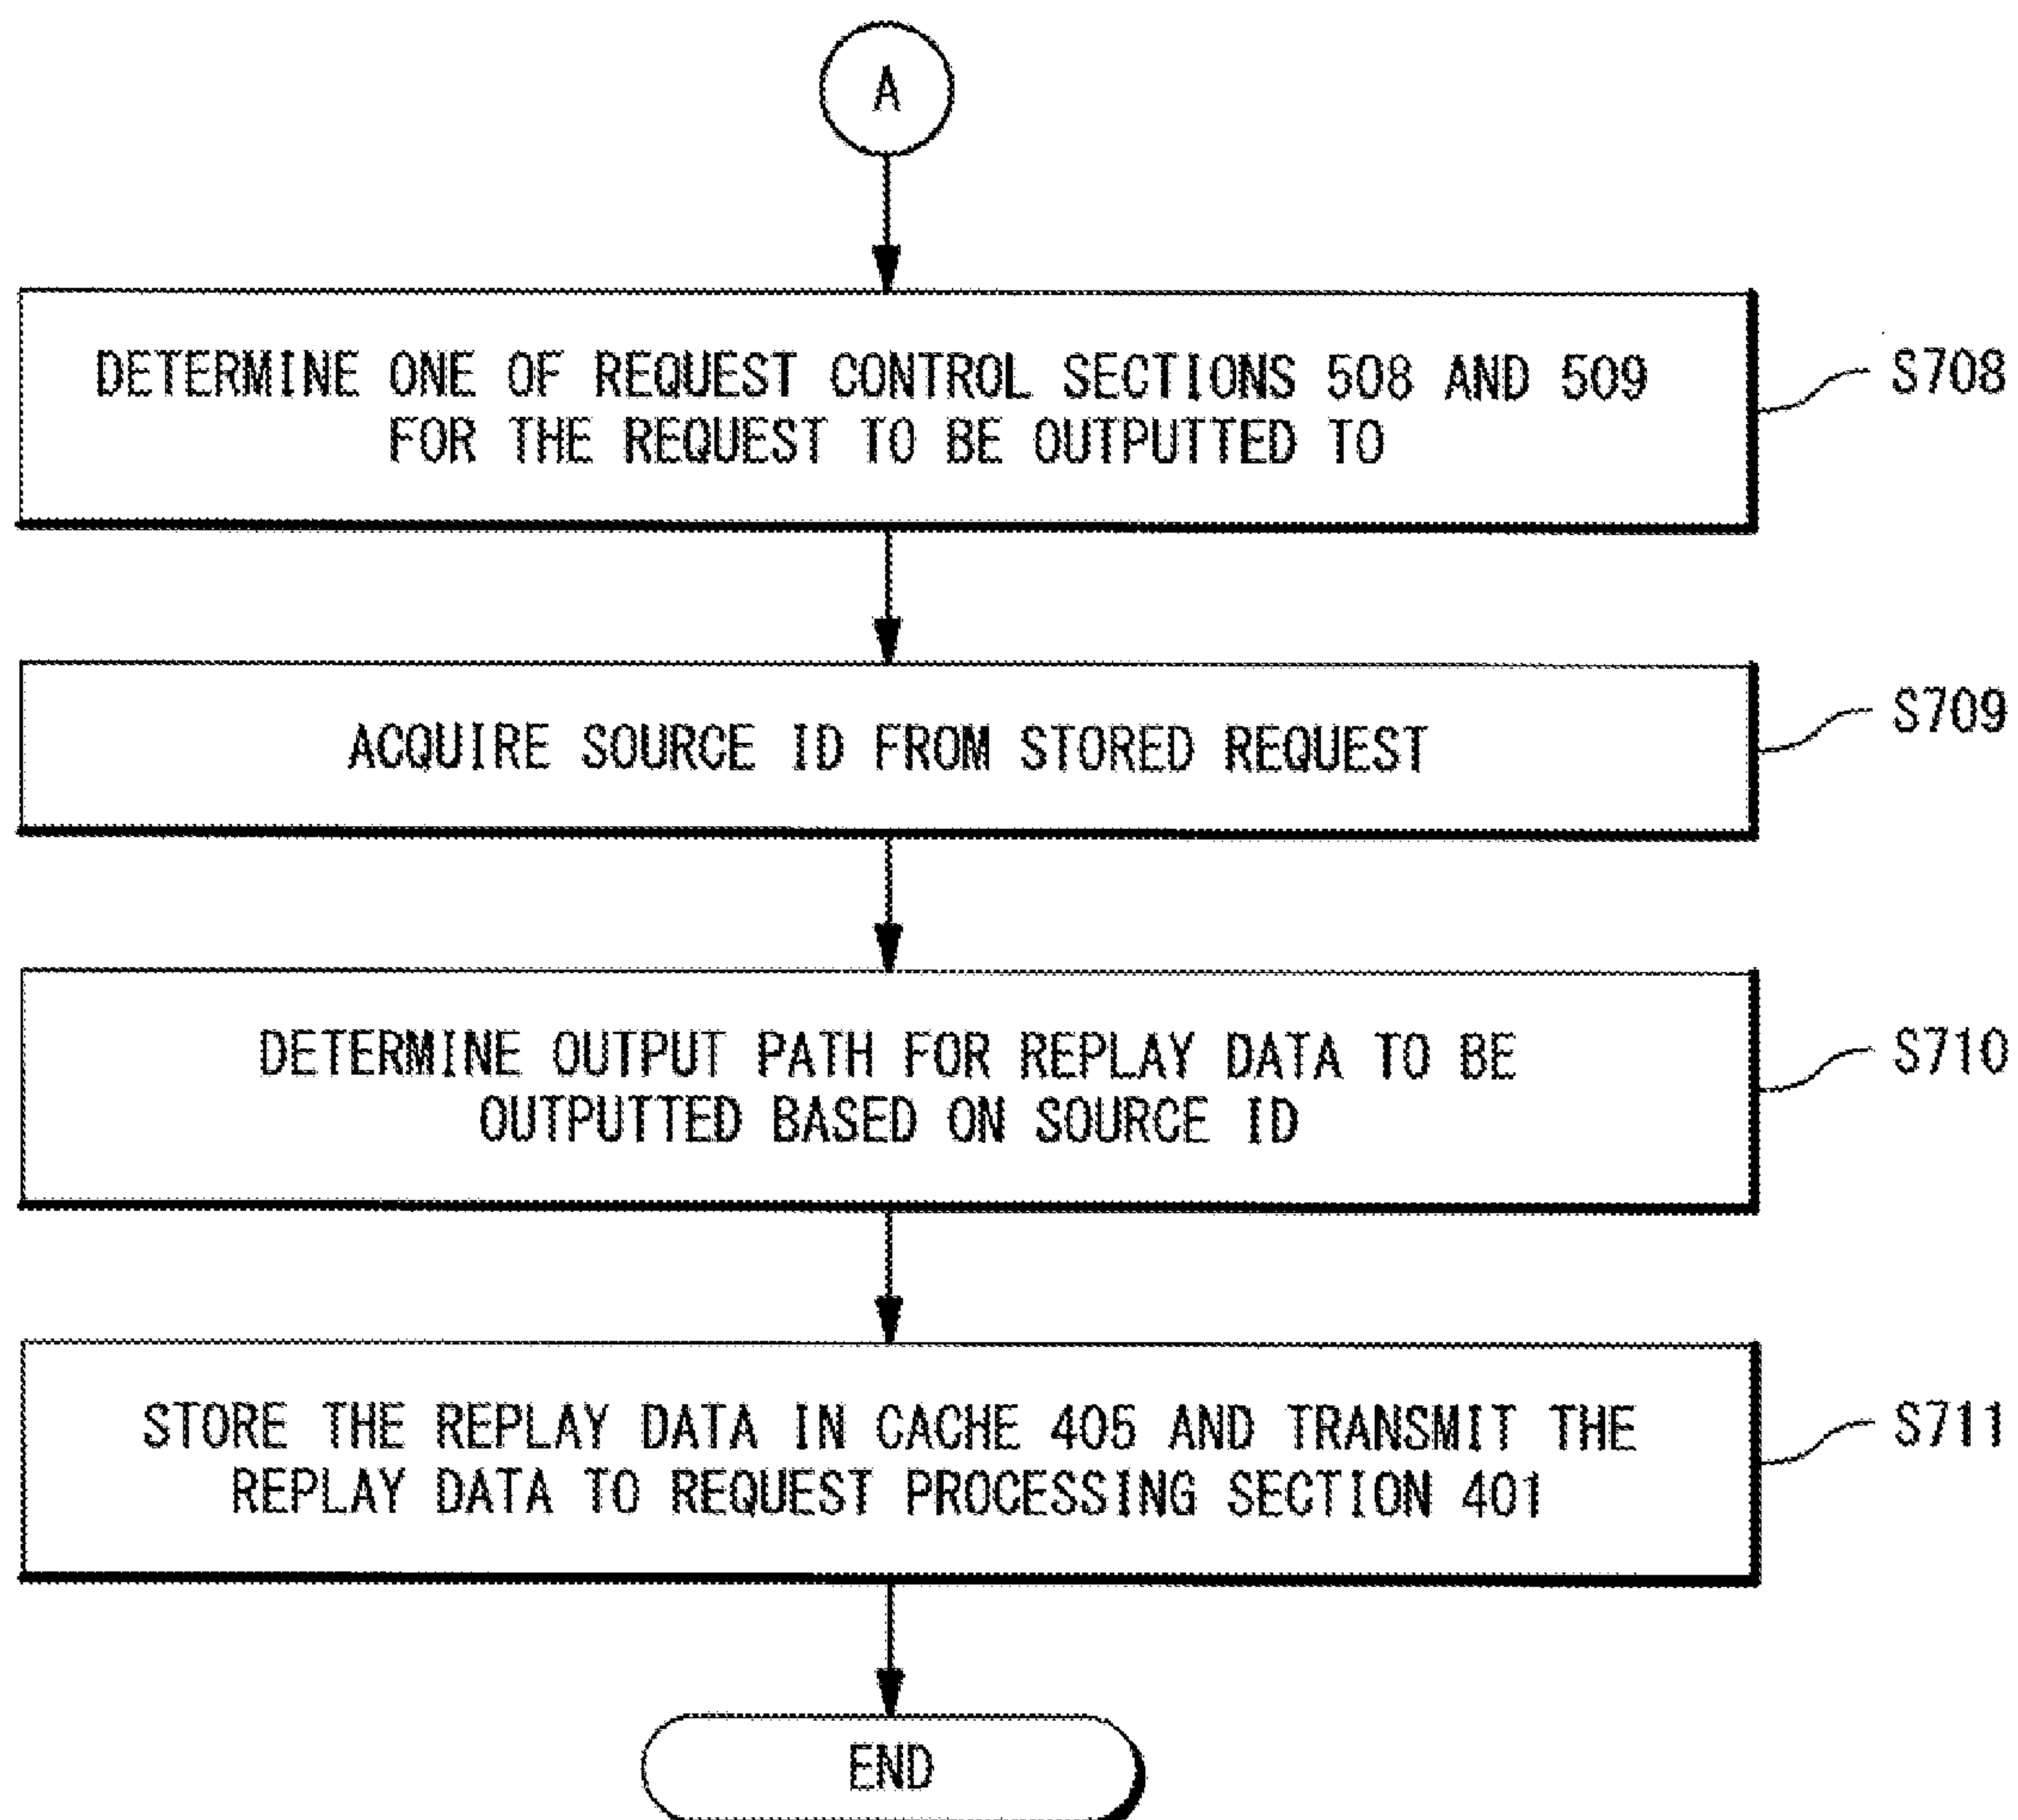 A
DETERMINE ONE OF REQUEST CONTROL SECTIONS 508 AND 509
FOR THE REQUEST TO BE OUTPUTTED TO
S708
ACQUIRE SOURCE ID FROM STORED REQUEST
S709
DETERMINE OUTPUT PATH FOR REPLAY DATA TO BE
OUTPUTTED BASED ON SOURCE ID
S710
STORE THE REPLAY DATA IN CACHE 405 AND TRANSMIT THE
REPLAY DATA TO REQUEST PROCESSING SECTION 401
S711
END